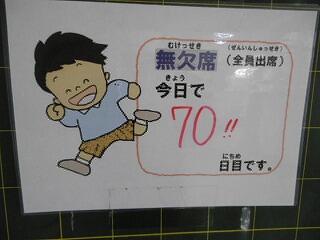 むけっせき (ぜんいんしゅっせき)
無欠席 (全員出席)
きょう
今日で
70!!
にちめ
日目です。